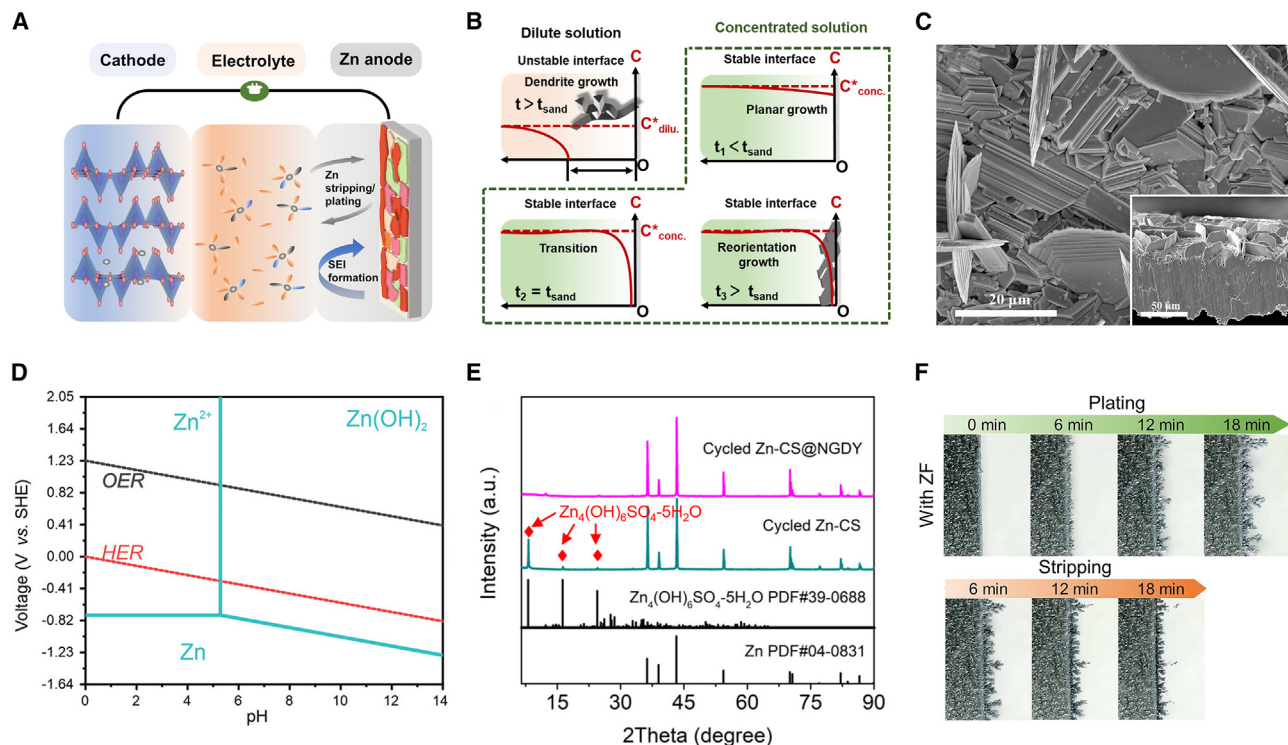 A
Cathode
Electrolyte
Zn anode
Zn
stripping/
plating
SEI
formation
B
Dilute solution
Concentrated solution
Unstable interface
C
Dendrite growth
t > t_sand
C*dilu.
O
Stable interface
C
C*conc.
Planar growth
t₁ < t_sand
O
Stable interface
C
C*conc.
Transition
t₂ = t_sand
O
Stable interface
C
Reorientation
growth
t₃ > t_sand
O
C
20 μm
50 μm
D
Voltage (V vs. SHE)
2.05
1.64
1.23
0.82
0.41
0.00
-0.41
-0.82
-1.23
-1.64
Zn²⁺
Zn(OH)₂
OER
HER
Zn
0 2 4 6 8 10 12 14
pH
E
Intensity (a.u.)
Cycled Zn-CS@NGDY
Zn₄(OH)₆SO₄-5H₂O
Cycled Zn-CS
Zn₄(OH)₆SO₄-5H₂O PDF#39-0688
Zn PDF#04-0831
15 30 45 60 75 90
2Theta (degree)
F
Plating
0 min 6 min 12 min 18 min
With ZF
Stripping
6 min 12 min 18 min